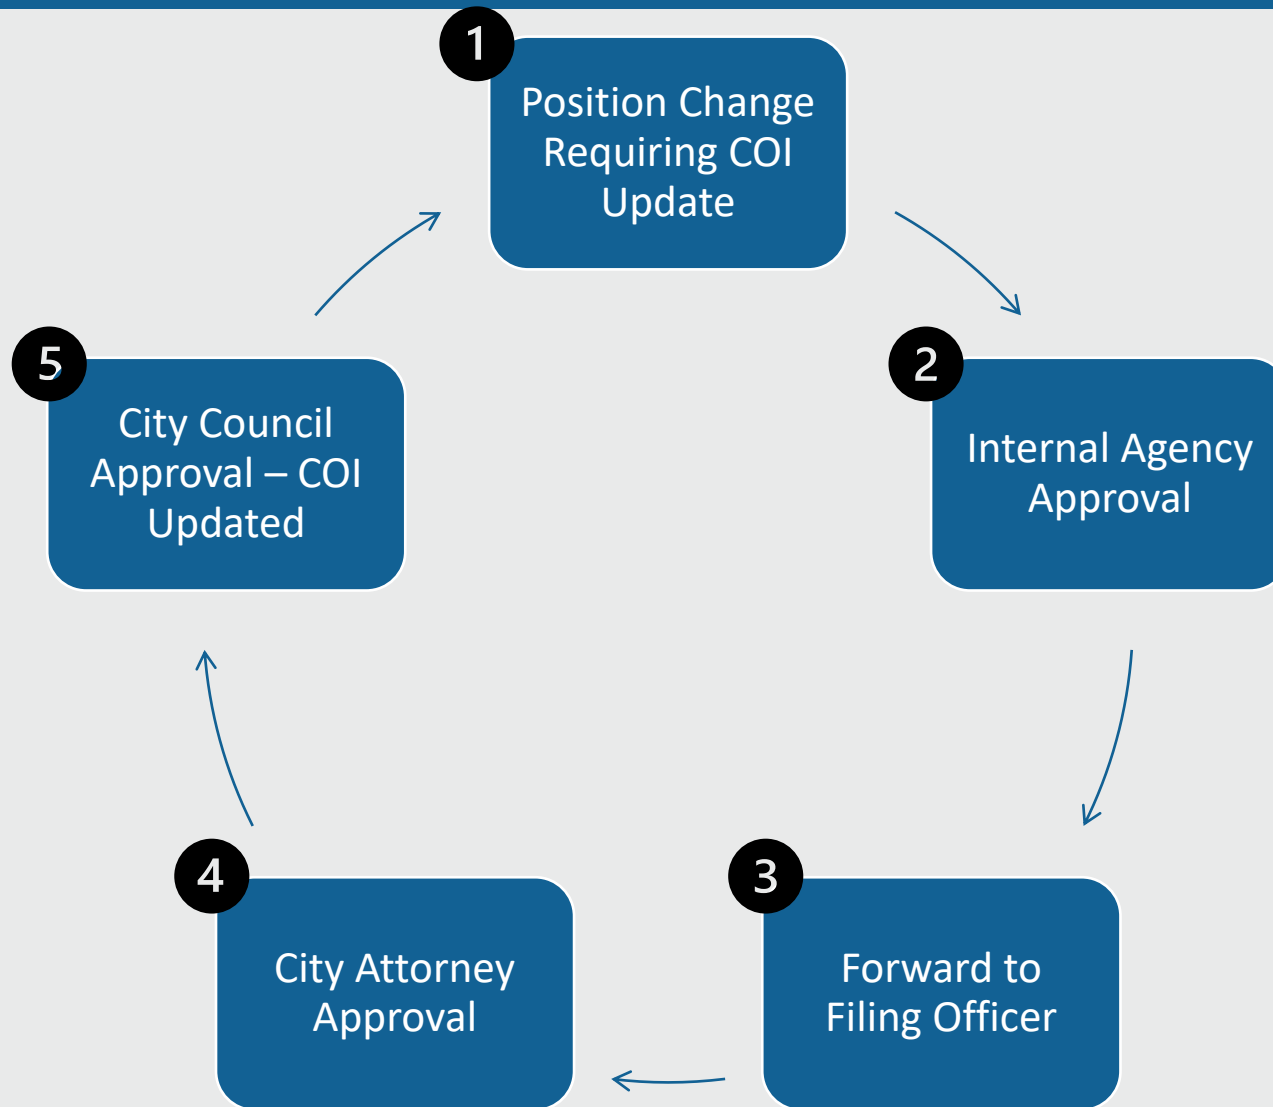 1
Position Change
Requiring COI
Update
2
Internal Agency
Approval
3
Forward to
Filing Officer
4
City Attorney
Approval
5
City Council
Approval – COI
Updated